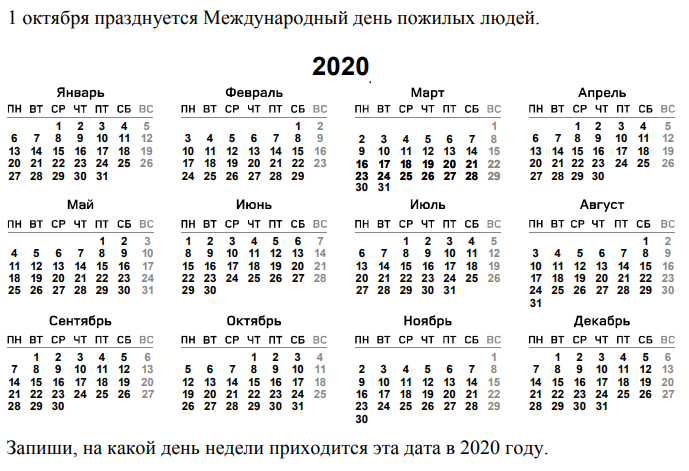 1 октября празднуется Международный день пожилых людей.
2020
Январь Февраль Март Апрель
ПН ВТ СР ЧТ ПТ СБ ВС ПН ВТ СР ЧТ ПТ СБ ВС ПН ВТ СР ЧТ ПТ СБ ВС ПН ВТ СР ЧТ ПТ СБ ВС
1 2 3 4 5 1 2 1 1 2 3 4 5
6 7 8 9 10 11 12 3 4 5 6 7 8 9 2 3 4 5 6 7 8 6 7 8 9 10 11 12
13 14 15 16 17 18 19 10 11 12 13 14 15 16 9 10 11 12 13 14 15 13 14 15 16 17 18 19
20 21 22 23 24 25 26 17 18 19 20 21 22 23 16 17 18 19 20 21 22 20 21 22 23 24 25 26
27 28 29 30 31 24 25 26 27 28 29 23 24 25 26 27 28 29 27 28 29 30
30 31
Май Июнь Июль Август
ПН ВТ СР ЧТ ПТ СБ ВС ПН ВТ СР ЧТ ПТ СБ ВС ПН ВТ СР ЧТ ПТ СБ ВС ПН ВТ СР ЧТ ПТ СБ ВС
1 2 3 1 2 3 4 5 6 7 1 2 3 4 5 1 2
4 5 6 7 8 9 10 8 9 10 11 12 13 14 6 7 8 9 10 11 12 3 4 5 6 7 8 9
11 12 13 14 15 16 17 15 16 17 18 19 20 21 13 14 15 16 17 18 19 10 11 12 13 14 15 16
18 19 20 21 22 23 24 22 23 24 25 26 27 28 20 21 22 23 24 25 26 17 18 19 20 21 22 23
25 26 27 28 29 30 31 29 30 27 28 29 30 31 24 25 26 27 28 29 30
31
Сентябрь Октябрь Ноябрь Декабрь
ПН ВТ СР ЧТ ПТ СБ ВС ПН ВТ СР ЧТ ПТ СБ ВС ПН ВТ СР ЧТ ПТ СБ ВС ПН ВТ СР ЧТ ПТ СБ ВС
1 2 3 4 5 6 1 2 3 4 1 1 2 3 4 5 6
7 8 9 10 11 12 13 5 6 7 8 9 10 11 2 3 4 5 6 7 8 7 8 9 10 11 12 13
14 15 16 17 18 19 20 12 13 14 15 16 17 18 9 10 11 12 13 14 15 14 15 16 17 18 19 20
21 22 23 24 25 26 27 19 20 21 22 23 24 25 16 17 18 19 20 21 22 21 22 23 24 25 26 27
28 29 30 26 27 28 29 30 31 23 24 25 26 27 28 29 28 29 30 31
30
Запиши, на какой день недели приходится эта дата в 2020 году.